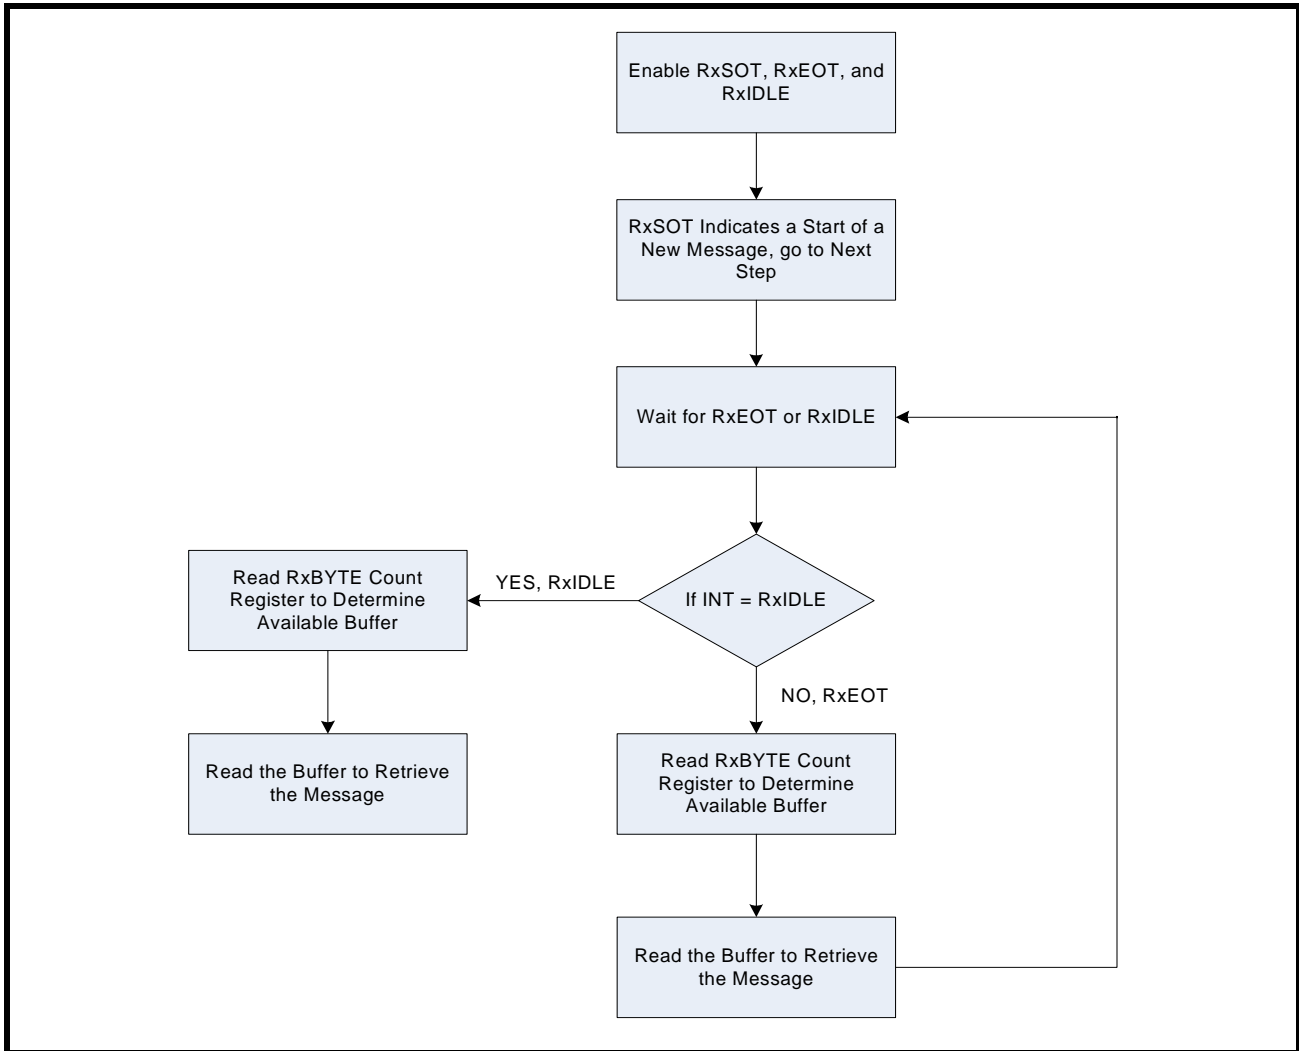 Enable RxSOT, RxEOT, and
RxIDLE
RxSOT Indicates a Start of a
New Message, go to Next
Step
Wait for RxEOT or RxIDLE
If INT = RxIDLE
YES, RxIDLE
Read RxBYTE Count
Register to Determine
Available Buffer
Read the Buffer to Retrieve
the Message
NO, RxEOT
Read RxBYTE Count
Register to Determine
Available Buffer
Read the Buffer to Retrieve
the Message